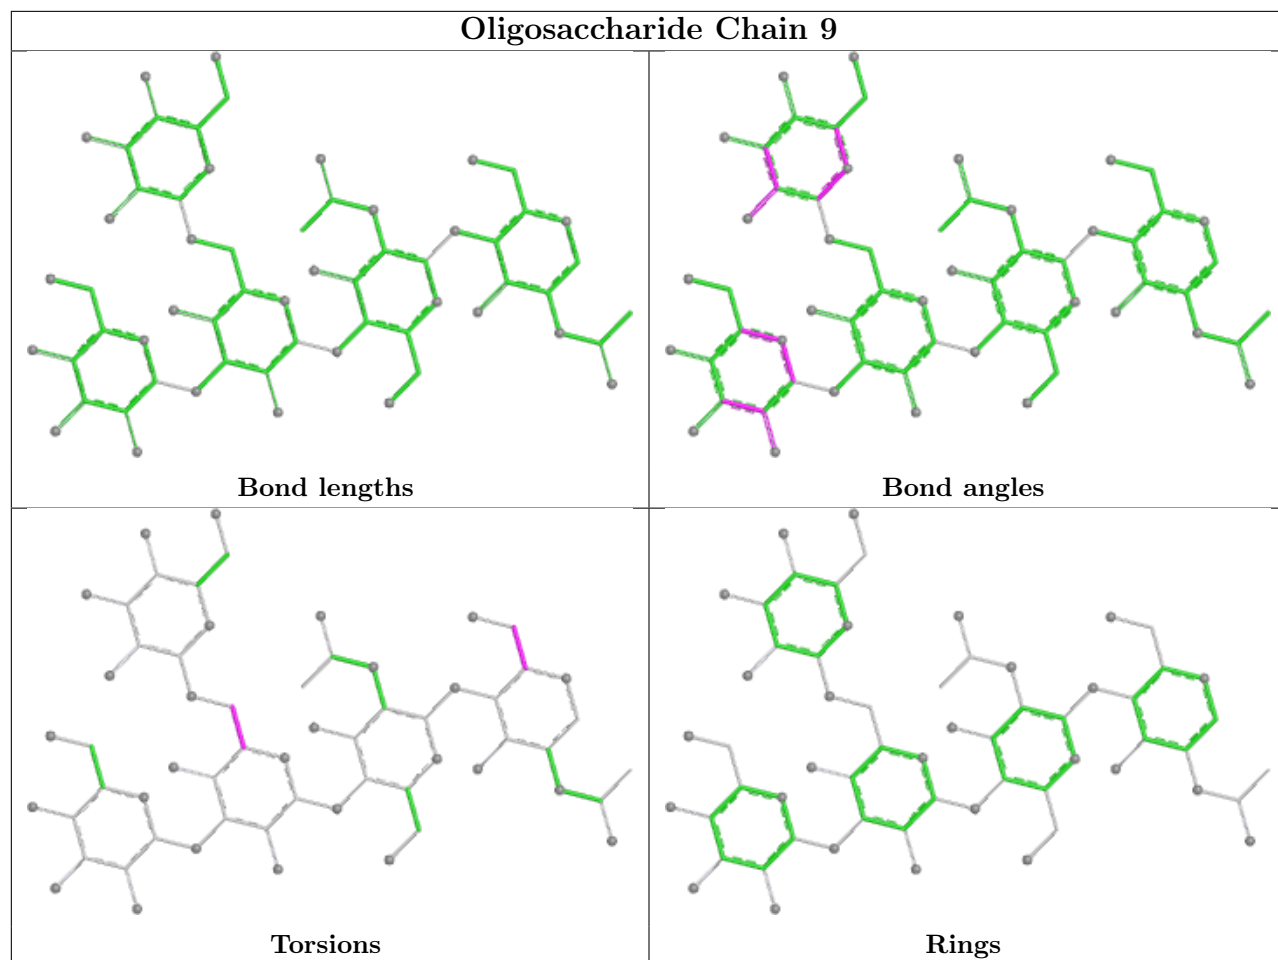 Oligosaccharide Chain 9
Bond lengths
Bond angles
Torsions
Rings